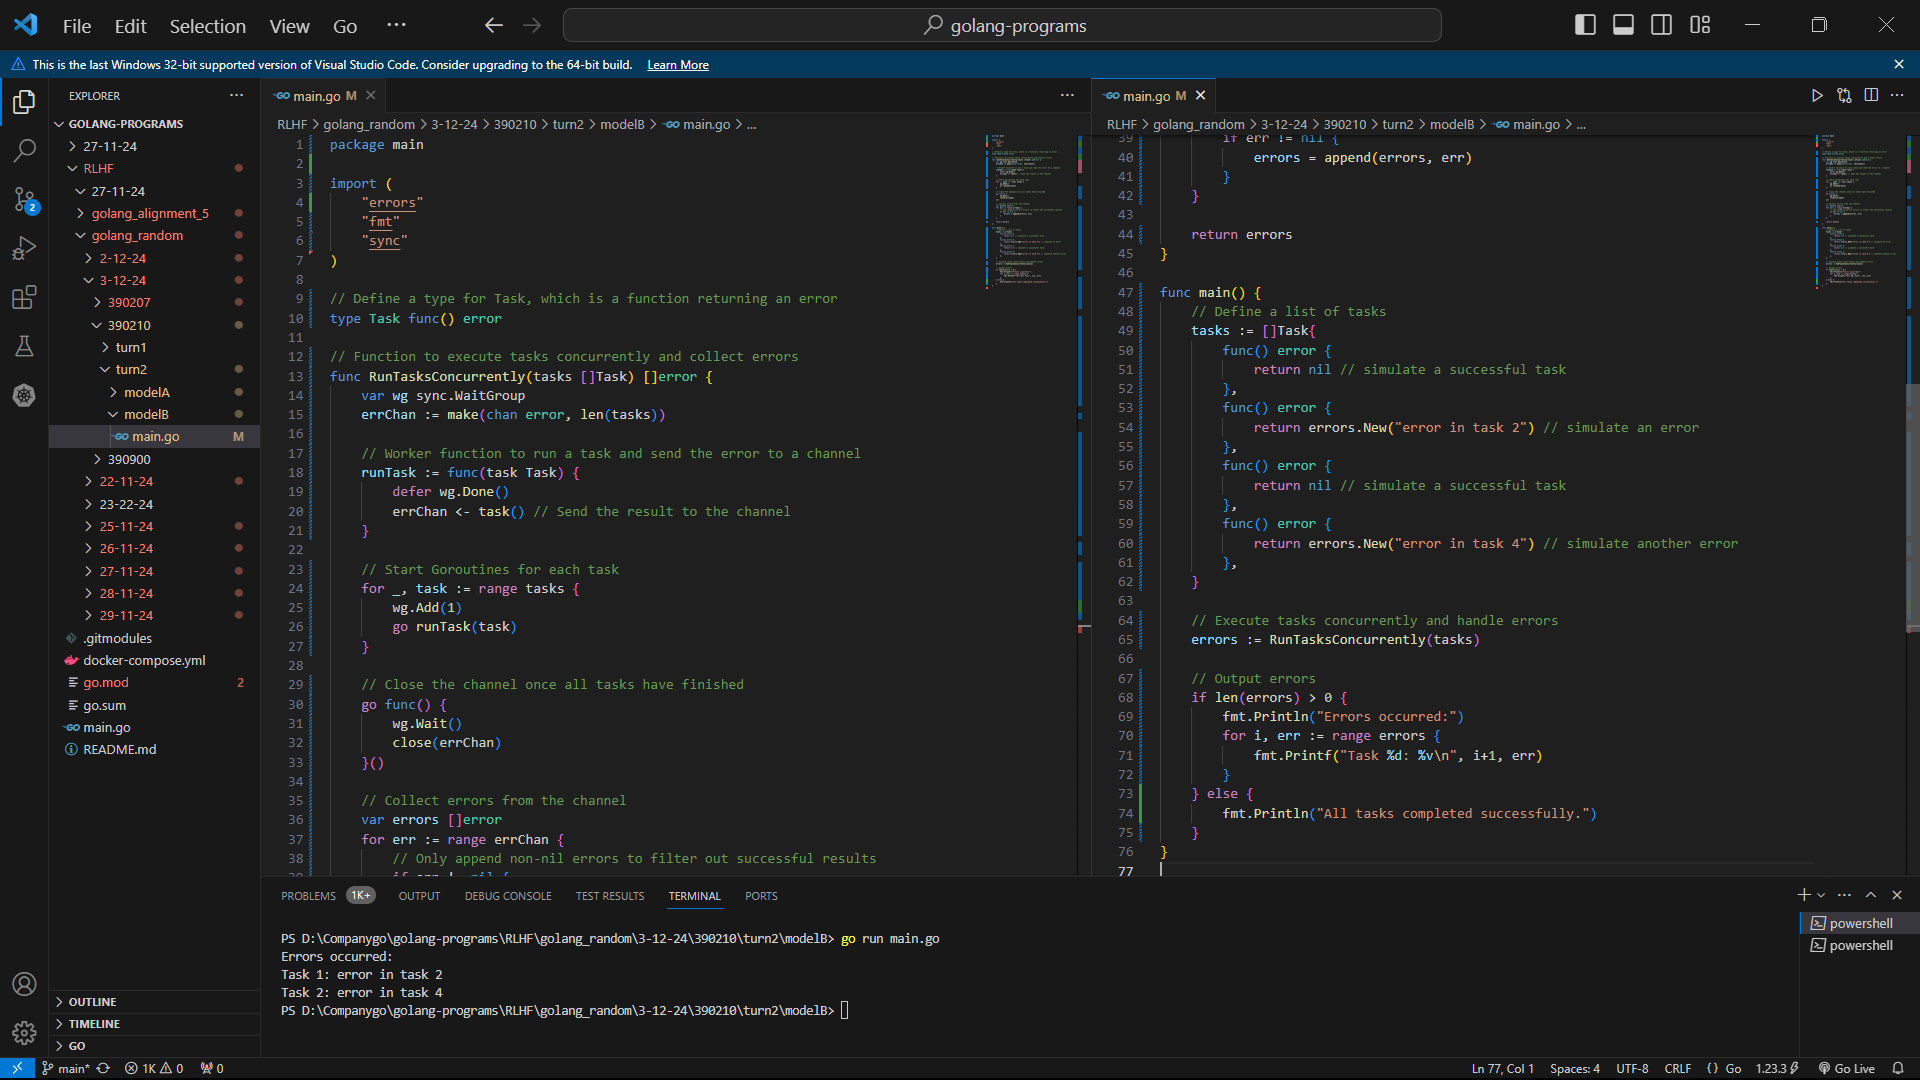 File Edit Selection View Go ···
golang-programs
This is the last Windows 32-bit supported version of Visual Studio Code. Consider upgrading to the 64-bit build. Learn More
EXPLORER
GOLANG-PROGRAMS
27-11-24
RLHF
27-11-24
golang_alignment_5
golang_random
2-12-24
3-12-24
390207
390210
turn1
turn2
modelA
modelB
main.go M
390900
22-11-24
23-22-24
25-11-24
26-11-24
27-11-24
28-11-24
29-11-24
.gitmodules
docker-compose.yml
go.mod 2
go.sum
main.go
README.md
OUTLINE
TIMELINE
GO
2
main.go M
RLHF > golang_random > 3-12-24 > 390210 > turn2 > modelB > main.go > ...
1 package main
2
3 import (
4     "errors"
5     "fmt"
6     "sync"
7 )
8
9 // Define a type for Task, which is a function returning an error
10 type Task func() error
11
12 // Function to execute tasks concurrently and collect errors
13 func RunTasksConcurrently(tasks []Task) []error {
14     var wg sync.WaitGroup
15     errChan := make(chan error, len(tasks))
16
17     // Worker function to run a task and send the error to a channel
18     runTask := func(task Task) {
19         defer wg.Done()
20         errChan <- task() // Send the result to the channel
21     }
22
23     // Start Goroutines for each task
24     for _, task := range tasks {
25         wg.Add(1)
26         go runTask(task)
27     }
28
29     // Close the channel once all tasks have finished
30     go func() {
31         wg.Wait()
32         close(errChan)
33     }()
34
35     // Collect errors from the channel
36     var errors []error
37     for err := range errChan {
38         // Only append non-nil errors to filter out successful results
main.go M
RLHF > golang_random > 3-12-24 > 390210 > turn2 > modelB > main.go > ...
39         if err != nil {
40             errors = append(errors, err)
41         }
42     }
43
44     return errors
45 }
46
47 func main() {
48     // Define a list of tasks
49     tasks := []Task{
50         func() error {
51             return nil // simulate a successful task
52         },
53         func() error {
54             return errors.New("error in task 2") // simulate an error
55         },
56         func() error {
57             return nil // simulate a successful task
58         },
59         func() error {
60             return errors.New("error in task 4") // simulate another error
61         },
62     }
63
64     // Execute tasks concurrently and handle errors
65     errors := RunTasksConcurrently(tasks)
66
67     // Output errors
68     if len(errors) > 0 {
69         fmt.Println("Errors occurred:")
70         for i, err := range errors {
71             fmt.Printf("Task %d: %v\n", i+1, err)
72         }
73     } else {
74         fmt.Println("All tasks completed successfully.")
75     }
76 }
77
PROBLEMS 1K+ OUTPUT DEBUG CONSOLE TEST RESULTS TERMINAL PORTS
PS D:\Companygo\golang-programs\RLHF\golang_random\3-12-24\390210\turn2\modelB> go run main.go
Errors occurred:
Task 1: error in task 2
Task 2: error in task 4
PS D:\Companygo\golang-programs\RLHF\golang_random\3-12-24\390210\turn2\modelB>
powershell
powershell
main* 1K 0 0
Ln 77, Col 1 Spaces: 4 UTF-8 CRLF {} Go 1.23.3 Go Live